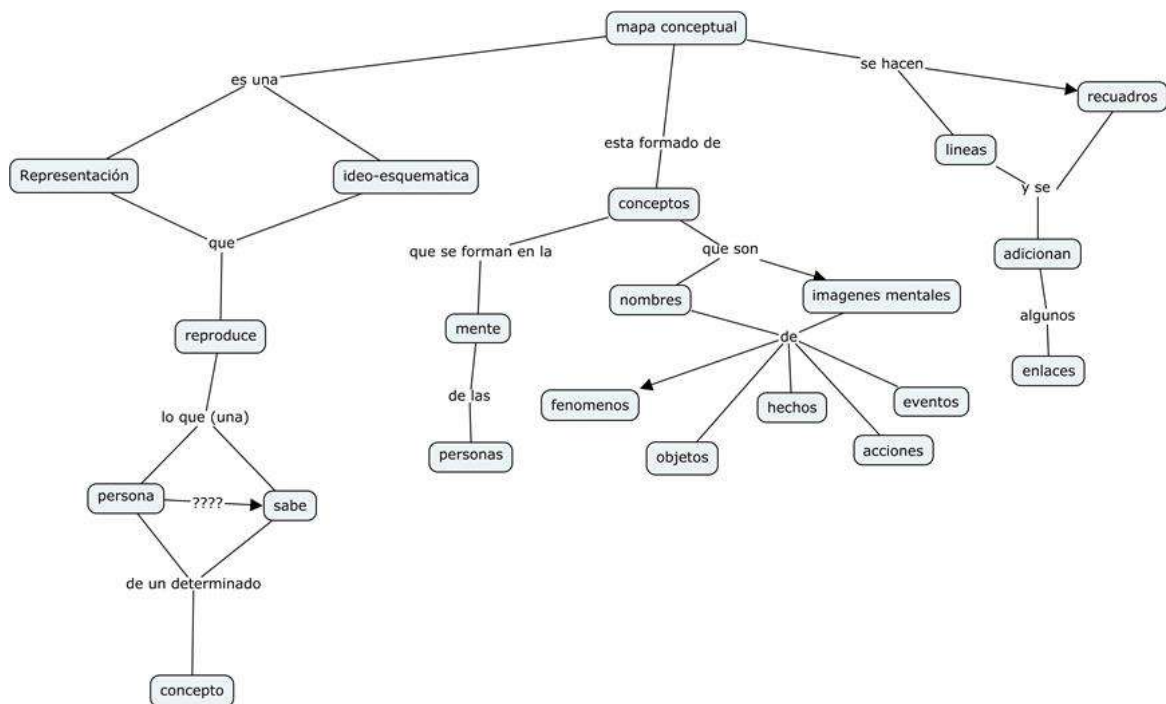 mapa conceptual
es una
se hacen
recuadros
esta formado de
lineas
Representación
ideo-esquematica
y se
conceptos
que
que se forman en la
que son
adicionan
nombres
imagenes mentales
algunos
reproduce
mente
de
enlaces
de las
fenomenos
hechos
eventos
lo que (una)
personas
objetos
acciones
persona
????
sabe
de un determinado
concepto